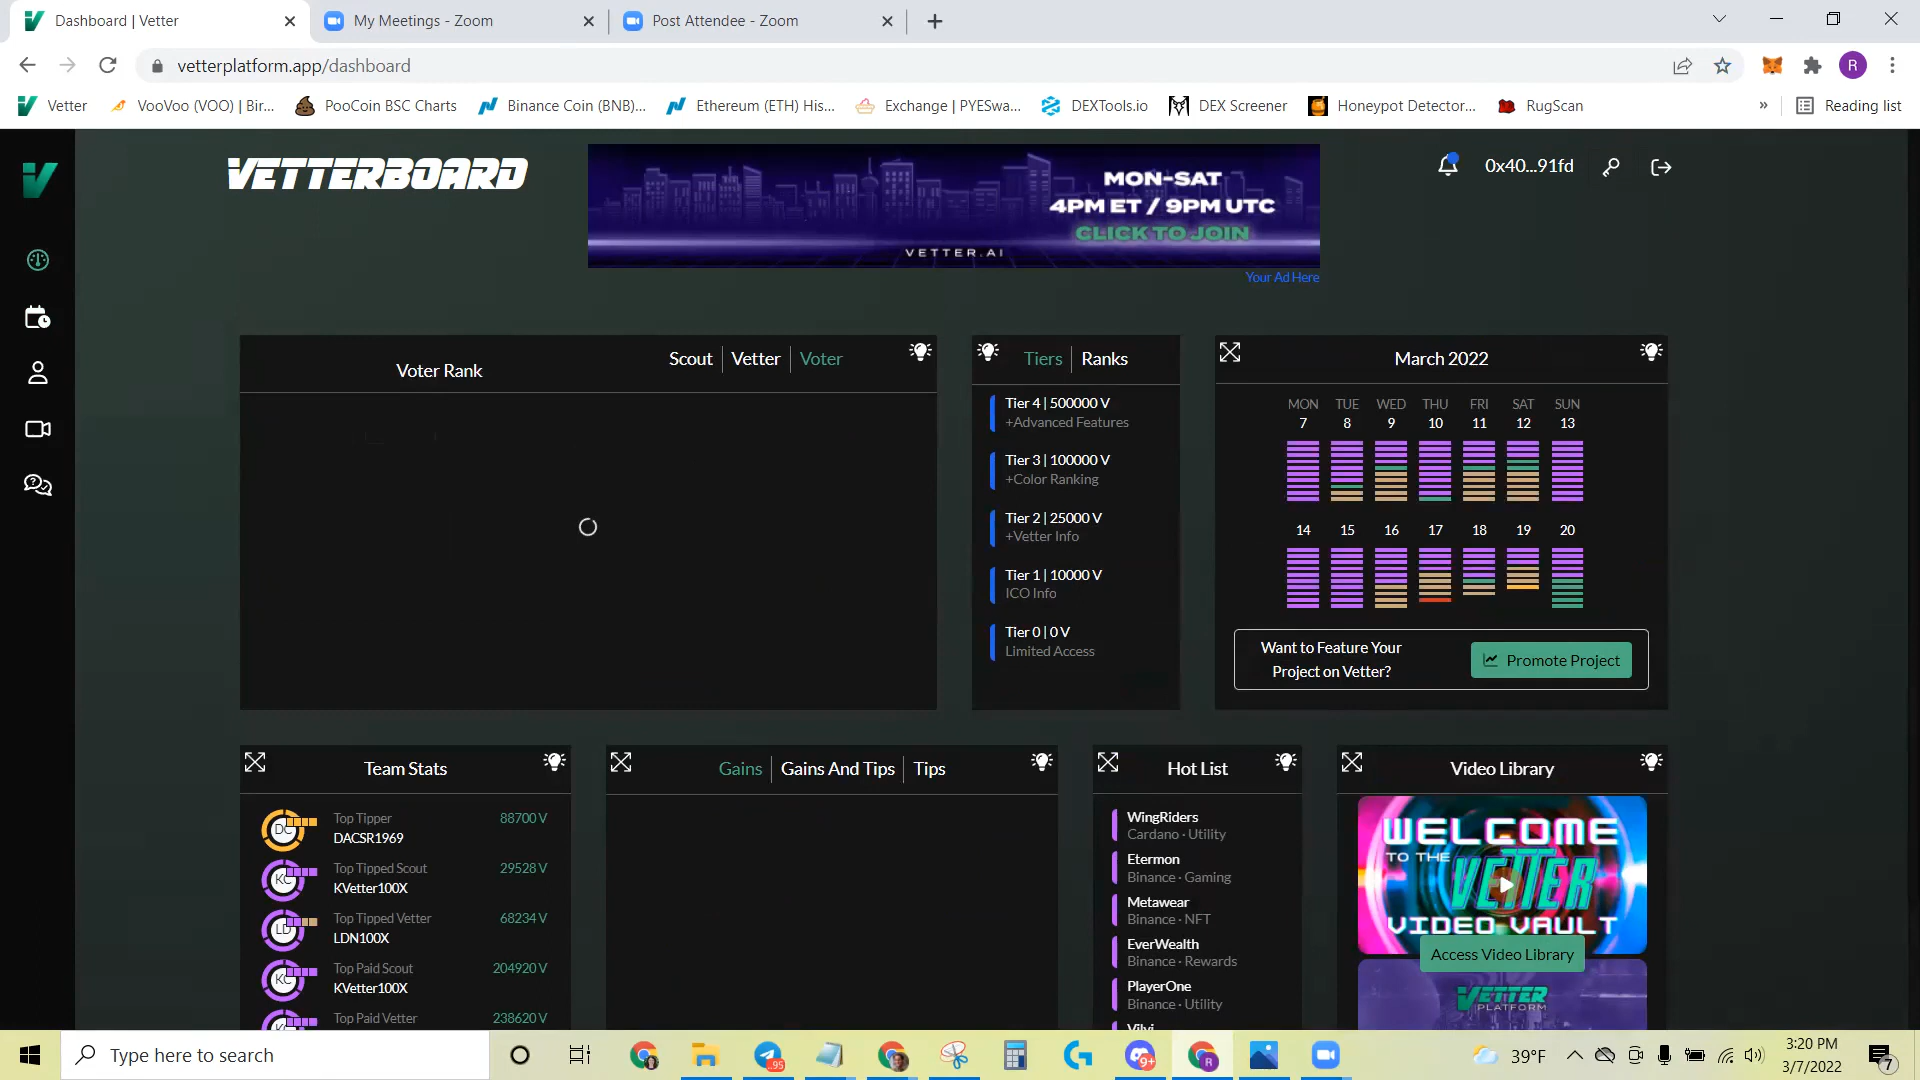 Dashboard | Vetter
My Meetings - Zoom
Post Attendee - Zoom
vetterplatform.app/dashboard
R
Vetter
VooVoo (VOO) | Bir...
PooCoin BSC Charts
Binance Coin (BNB)...
Ethereum (ETH) His...
Exchange | PYESwa...
DEXTools.io
DEX Screener
Honeypot Detector...
RugScan
»
Reading list
VETTERBOARD
MON-SAT
4PM ET / 9PM UTC
CLICK TO JOIN
VETTER.AI
Your Ad Here
0x40...91fd
Voter Rank
Scout
Vetter
Voter
Tiers
Ranks
Tier 4 | 500000 V
+Advanced Features
Tier 3 | 100000 V
+Color Ranking
Tier 2 | 25000 V
+Vetter Info
Tier 1 | 10000 V
ICO Info
Tier 0 | 0 V
Limited Access
March 2022
MON TUE WED THU FRI SAT SUN
7 8 9 10 11 12 13
14 15 16 17 18 19 20
Want to Feature Your
Project on Vetter?
Promote Project
Team Stats
DC
Top Tipper
88700 V
DACSR1969
KC
Top Tipped Scout
29528 V
KVetter100X
LD
Top Tipped Vetter
68234 V
LDN100X
KC
Top Paid Scout
204920 V
KVetter100X
Top Paid Vetter
238620 V
Gains
Gains And Tips
Tips
Hot List
WingRiders
Cardano · Utility
Etermon
Binance · Gaming
Metawear
Binance · NFT
EverWealth
Binance · Rewards
PlayerOne
Binance · Utility
Video Library
WELCOME
TO THE
VETTER
VIDEO VAULT
Access Video Library
VETTER
PLATFORM
Type here to search
..95
9+
R
39°F
3:20 PM
3/7/2022
7